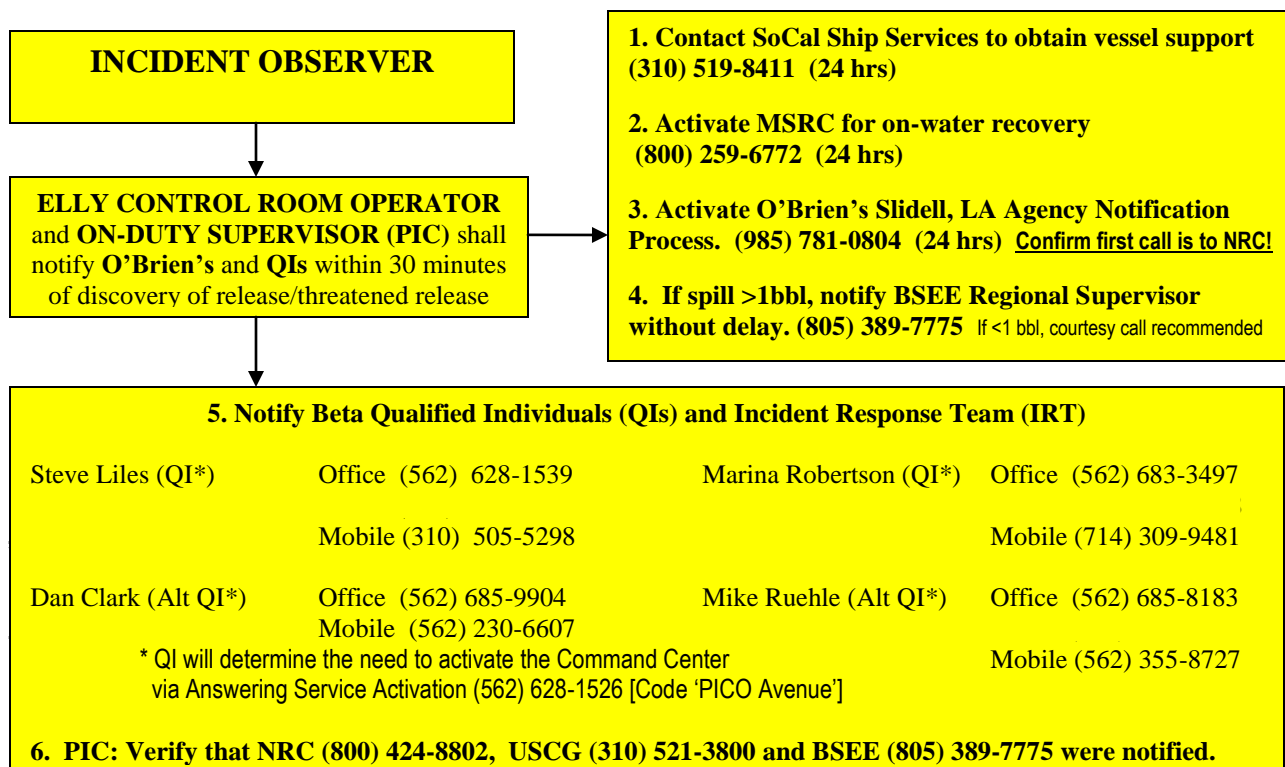 INCIDENT OBSERVER
ELLY CONTROL ROOM OPERATOR
and ON-DUTY SUPERVISOR (PIC) shall
notify O’Brien’s and QIs within 30 minutes
of discovery of release/threatened release
1. Contact SoCal Ship Services to obtain vessel support
(310) 519-8411 (24 hrs)
2. Activate MSRC for on-water recovery
(800) 259-6772 (24 hrs)
3. Activate O’Brien’s Slidell, LA Agency Notification
Process. (985) 781-0804 (24 hrs) Confirm first call is to NRC!
4. If spill >1bbl, notify BSEE Regional Supervisor
without delay. (805) 389-7775 If <1 bbl, courtesy call recommended
5. Notify Beta Qualified Individuals (QIs) and Incident Response Team (IRT)
Steve Liles (QI*) Office (562) 628-1539 Marina Robertson (QI*) Office (562) 683-3497
Mobile (310) 505-5298 Mobile (714) 309-9481
Dan Clark (Alt QI*) Office (562) 685-9904 Mike Ruehle (Alt QI*) Office (562) 685-8183
Mobile (562) 230-6607
* QI will determine the need to activate the Command Center Mobile (562) 355-8727
via Answering Service Activation (562) 628-1526 [Code ‘PICO Avenue’]
6. PIC: Verify that NRC (800) 424-8802, USCG (310) 521-3800 and BSEE (805) 389-7775 were notified.